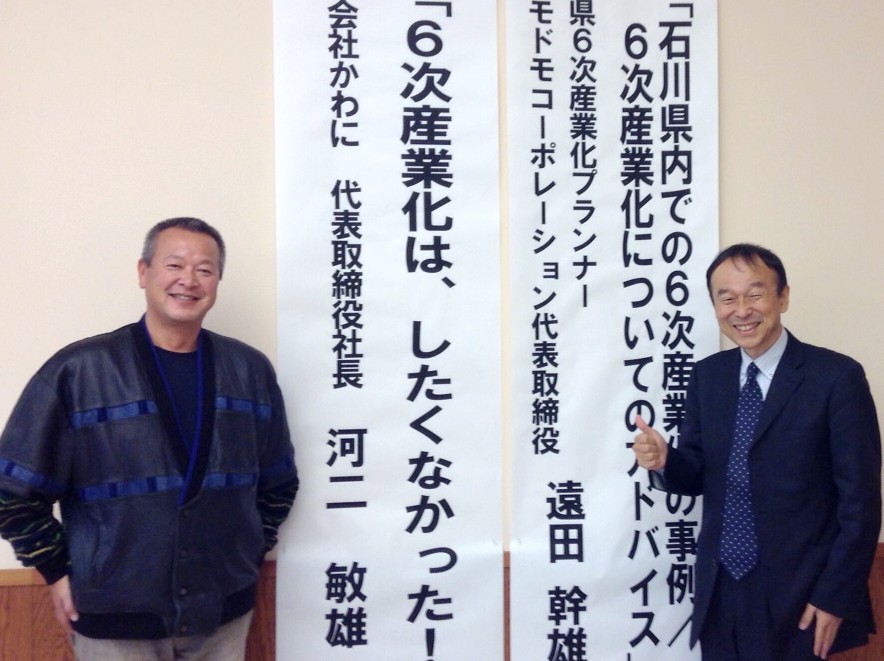 「石川県内での６次産業化の事例／
６次産業化についてのアドバイス」
県６次産業化プランナー
モドモコーポレーション代表取締役　遠田　幹雄
「６次産業化は、したくなかった！
会社かわに　代表取締役社長　河二　敏雄